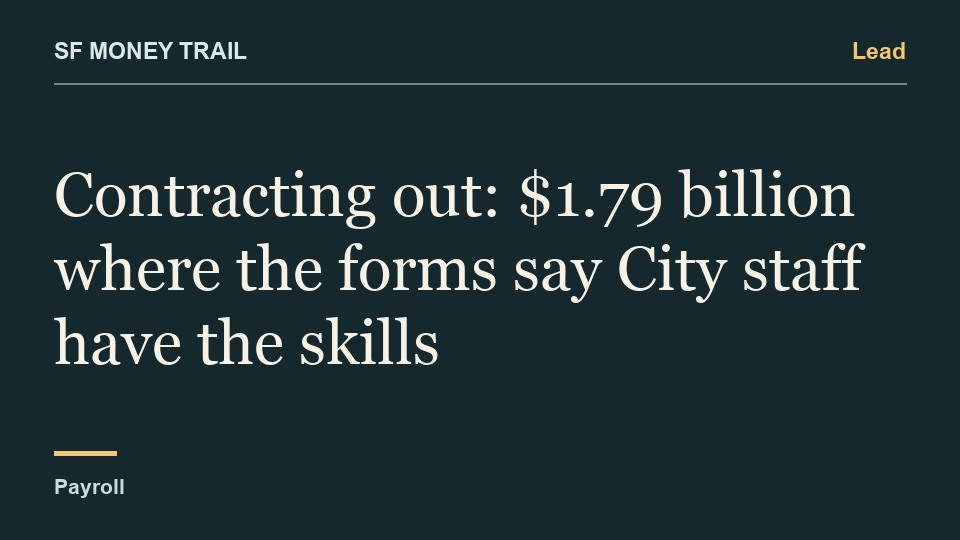 SF MONEY TRAIL
Lead
Contracting out: $1.79 billion
where the forms say City staff
have the skills
Payroll